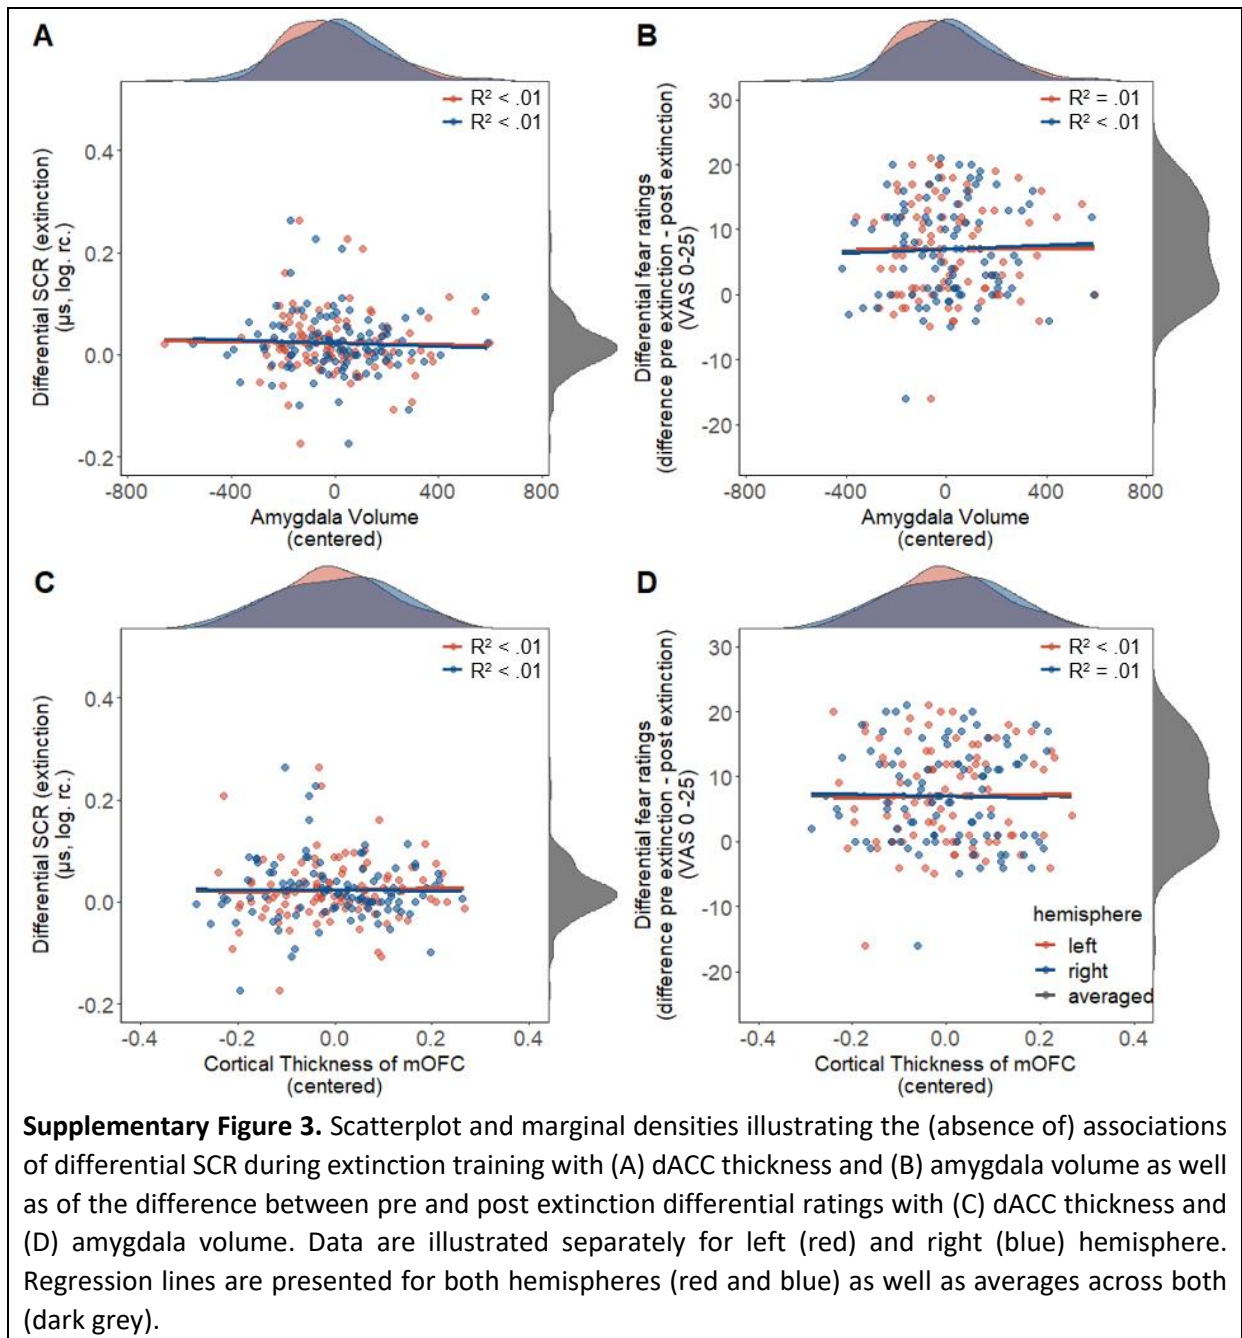 A
R² < .01
R² < .01
Differential SCR (extinction)
(µs, log. rc.)
0.4
0.2
0.0
-0.2
-800 -400 0 400 800
Amygdala Volume
(centered)
B
R² = .01
R² < .01
Differential fear ratings
(difference pre extinction - post extinction)
(VAS 0-25)
30
20
10
0
-10
-20
-800 -400 0 400 800
Amygdala Volume
(centered)
C
R² < .01
R² < .01
Differential SCR (extinction)
(µs, log. rc.)
0.4
0.2
0.0
-0.2
-0.4 -0.2 0.0 0.2 0.4
Cortical Thickness of mOFC
(centered)
D
R² < .01
R² = .01
Differential fear ratings
(difference pre extinction - post extinction)
(VAS 0 -25)
30
20
10
0
-10
-20
hemisphere
left
right
averaged
-0.4 -0.2 0.0 0.2 0.4
Cortical Thickness of mOFC
(centered)
Supplementary Figure 3. Scatterplot and marginal densities illustrating the (absence of) associations
of differential SCR during extinction training with (A) dACC thickness and (B) amygdala volume as well
as of the difference between pre and post extinction differential ratings with (C) dACC thickness and
(D) amygdala volume. Data are illustrated separately for left (red) and right (blue) hemisphere.
Regression lines are presented for both hemispheres (red and blue) as well as averages across both
(dark grey).